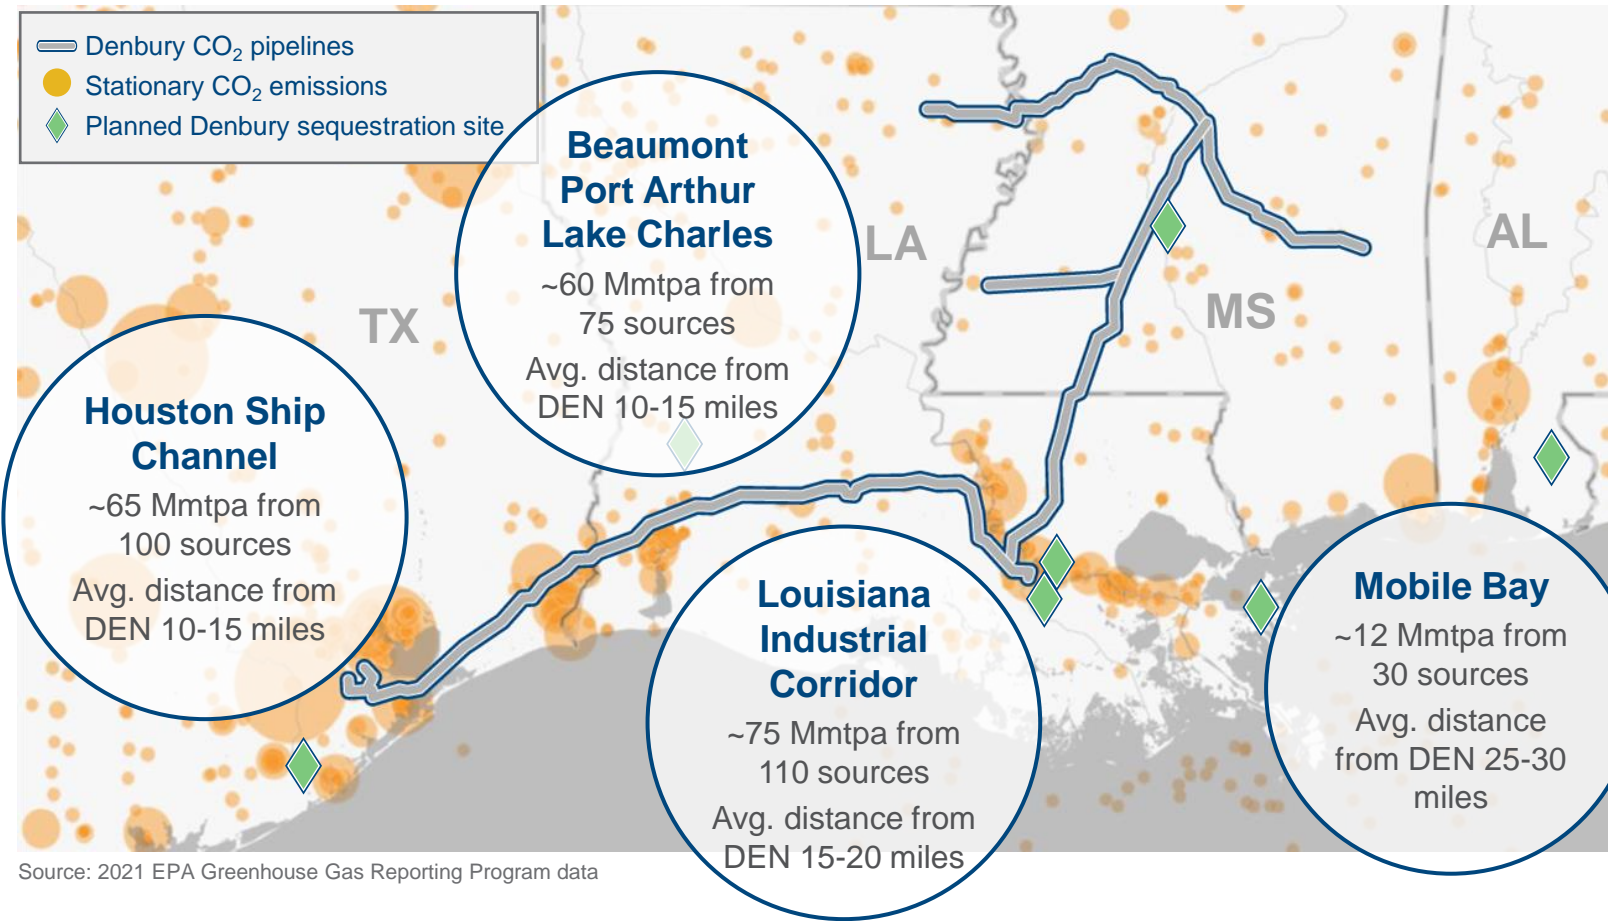 Denbury CO₂ pipelines
Stationary CO₂ emissions
Planned Denbury sequestration site
Beaumont
Port Arthur
Lake Charles
~60 Mmtpa from
75 sources
Avg. distance from
DEN 10-15 miles
LA
AL
MS
TX
Houston Ship
Channel
~65 Mmtpa from
100 sources
Avg. distance from
DEN 10-15 miles
Louisiana
Industrial
Corridor
~75 Mmtpa from
110 sources
Avg. distance from
DEN 15-20 miles
Mobile Bay
~12 Mmtpa from
30 sources
Avg. distance
from DEN 25-30
miles
Source: 2021 EPA Greenhouse Gas Reporting Program data